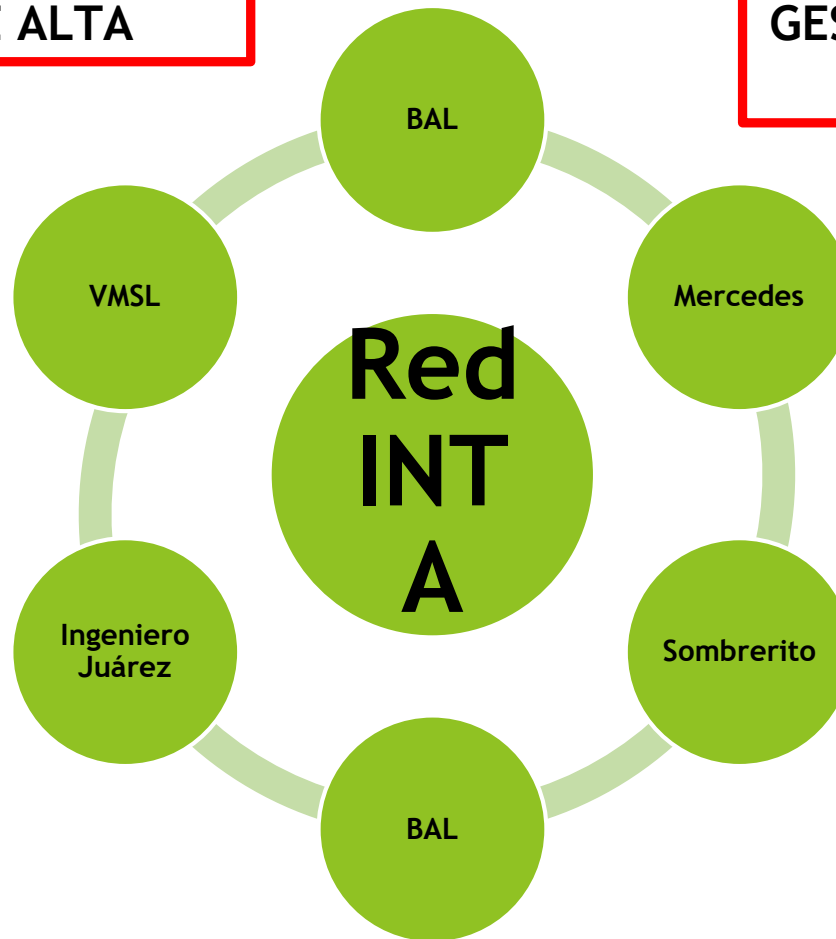 ALTA
GES
BAL
VMSL
Mercedes
Red
INT
A
Ingeniero
Juárez
Sombrerito
BAL